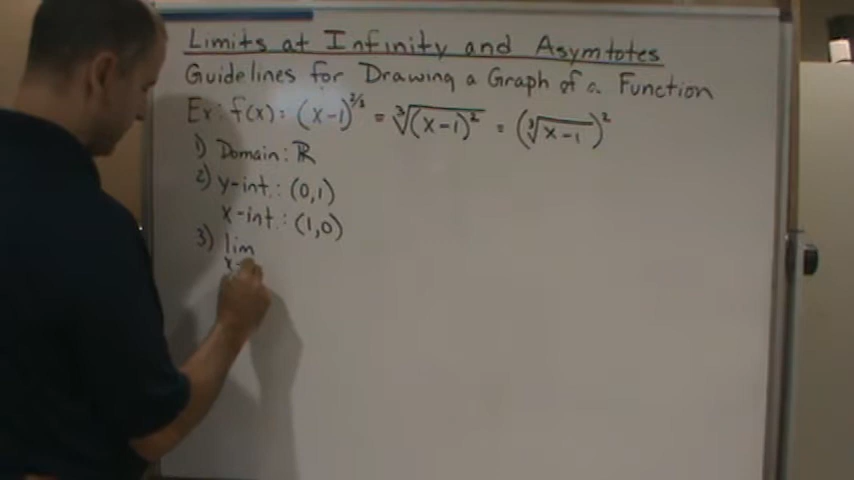 Limits at Infinity and Asymtotes
Guidelines for Drawing a Graph of a Function
Ex: f(x) = (x-1)^2/3 = ∛(x-1)² = (∛x-1)²
1) Domain: ℝ
2) y-int.: (0,1)
x-int.: (1,0)
3) lim
x-